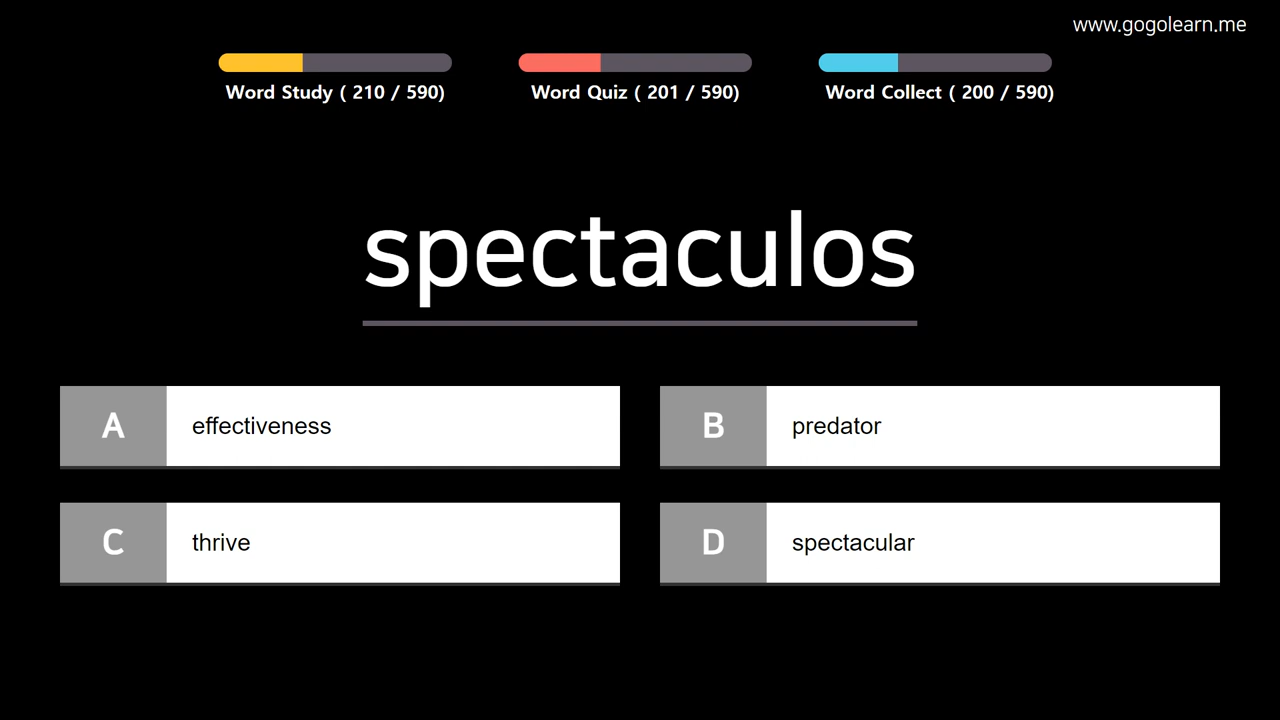 www.gogolearn.me
Word Study ( 210 / 590)
Word Quiz ( 201 / 590)
Word Collect ( 200 / 590)
spectaculos
A
effectiveness
B
predator
C
thrive
D
spectacular